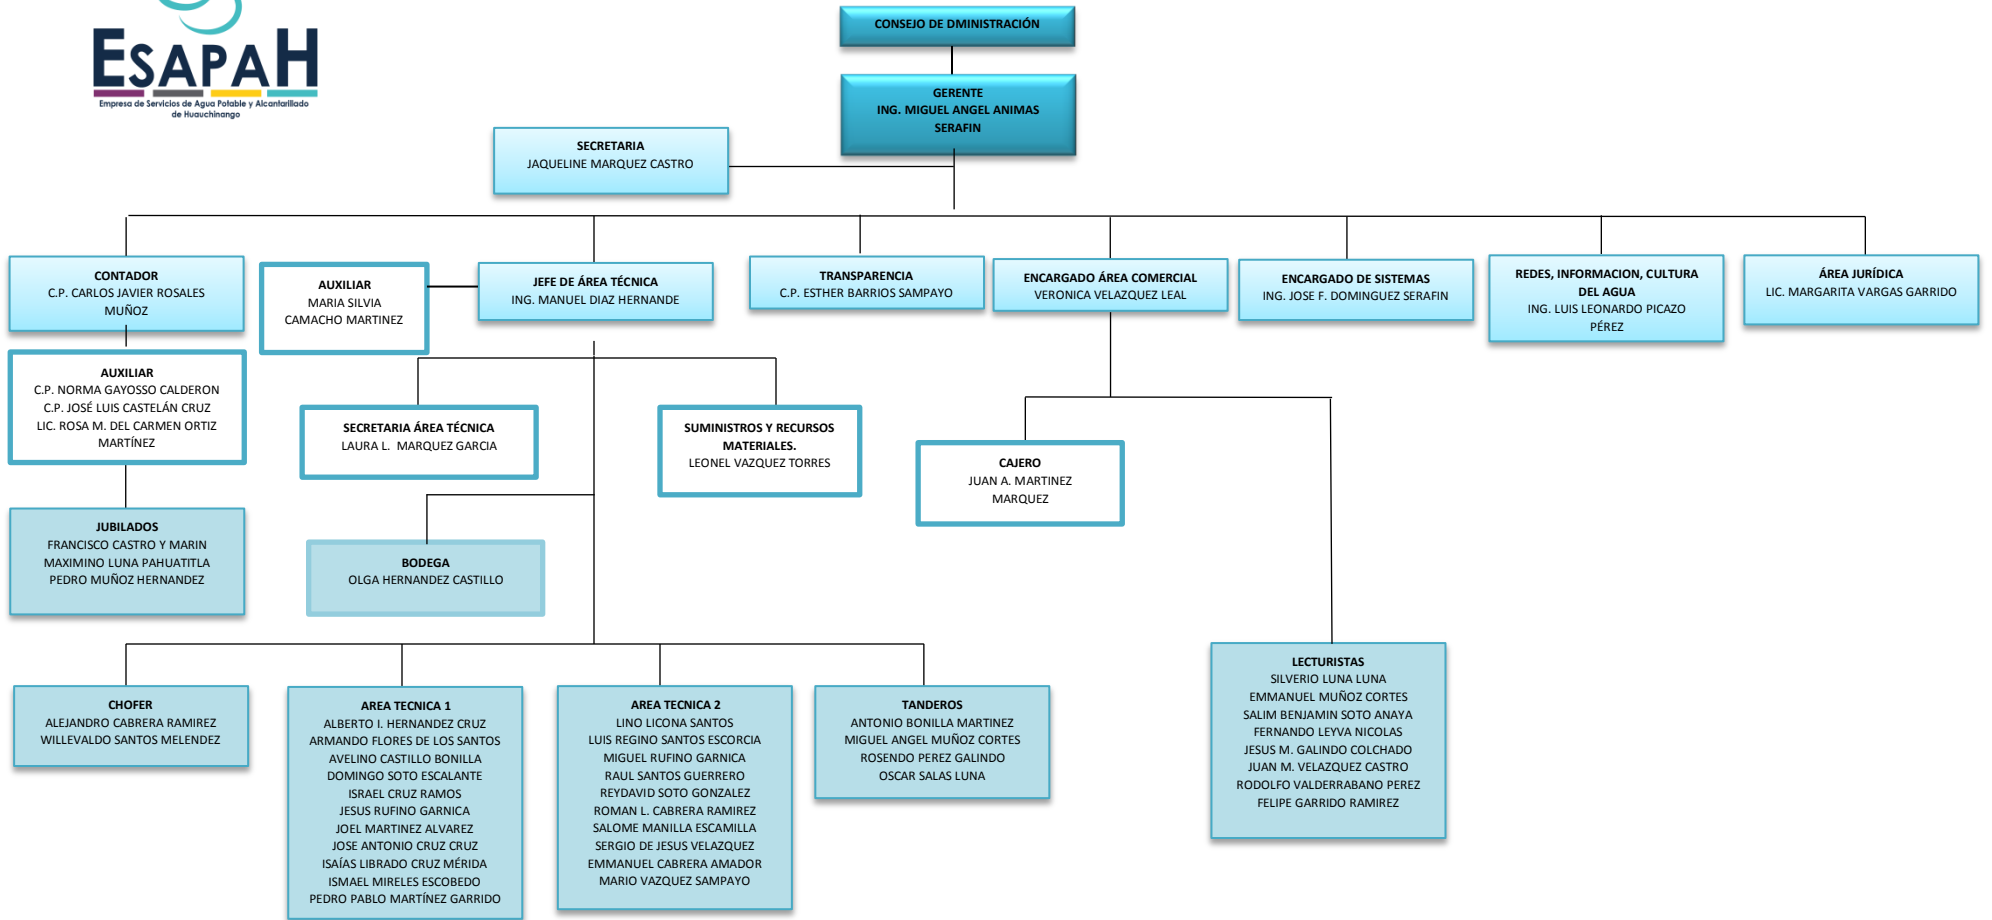 ESAPAH
Empresa de Servicios de Agua Potable y Alcantarillado
de Huauchinango
CONSEJO DE DMINISTRACIÓN
GERENTE
ING. MIGUEL ANGEL ANIMAS
SERAFIN
SECRETARIA
JAQUELINE MARQUEZ CASTRO
CONTADOR
C.P. CARLOS JAVIER ROSALES
MUÑOZ
AUXILIAR
MARIA SILVIA
CAMACHO MARTINEZ
JEFE DE ÁREA TÉCNICA
ING. MANUEL DIAZ HERNANDE
TRANSPARENCIA
C.P. ESTHER BARRIOS SAMPAYO
ENCARGADO ÁREA COMERCIAL
VERONICA VELAZQUEZ LEAL
ENCARGADO DE SISTEMAS
ING. JOSE F. DOMINGUEZ SERAFIN
REDES, INFORMACION, CULTURA
DEL AGUA
ING. LUIS LEONARDO PICAZO
PÉREZ
ÁREA JURÍDICA
LIC. MARGARITA VARGAS GARRIDO
AUXILIAR
C.P. NORMA GAYOSSO CALDERON
C.P. JOSÉ LUIS CASTELÁN CRUZ
LIC. ROSA M. DEL CARMEN ORTIZ
MARTÍNEZ
SECRETARIA ÁREA TÉCNICA
LAURA L. MARQUEZ GARCIA
SUMINISTROS Y RECURSOS
MATERIALES.
LEONEL VAZQUEZ TORRES
CAJERO
JUAN A. MARTINEZ
MARQUEZ
JUBILADOS
FRANCISCO CASTRO Y MARIN
MAXIMINO LUNA PAHUATITLA
PEDRO MUÑOZ HERNANDEZ
BODEGA
OLGA HERNANDEZ CASTILLO
CHOFER
ALEJANDRO CABRERA RAMIREZ
WILLEVALDO SANTOS MELENDEZ
AREA TECNICA 1
ALBERTO I. HERNANDEZ CRUZ
ARMANDO FLORES DE LOS SANTOS
AVELINO CASTILLO BONILLA
DOMINGO SOTO ESCALANTE
ISRAEL CRUZ RAMOS
JESUS RUFINO GARNICA
JOEL MARTINEZ ALVAREZ
JOSE ANTONIO CRUZ CRUZ
ISAÍAS LIBRADO CRUZ MÉRIDA
ISMAEL MIRELES ESCOBEDO
PEDRO PABLO MARTÍNEZ GARRIDO
AREA TECNICA 2
LINO LICONA SANTOS
LUIS REGINO SANTOS ESCORCIA
MIGUEL RUFINO GARNICA
RAUL SANTOS GUERRERO
REYDAVID SOTO GONZALEZ
ROMAN L. CABRERA RAMIREZ
SALOME MANILLA ESCAMILLA
SERGIO DE JESUS VELAZQUEZ
EMMANUEL CABRERA AMADOR
MARIO VAZQUEZ SAMPAYO
TANDEROS
ANTONIO BONILLA MARTINEZ
MIGUEL ANGEL MUÑOZ CORTES
ROSENDO PEREZ GALINDO
OSCAR SALAS LUNA
LECTURISTAS
SILVERIO LUNA LUNA
EMMANUEL MUÑOZ CORTES
SALIM BENJAMIN SOTO ANAYA
FERNANDO LEYVA NICOLAS
JESUS M. GALINDO COLCHADO
JUAN M. VELAZQUEZ CASTRO
RODOLFO VALDERRABANO PEREZ
FELIPE GARRIDO RAMIREZ